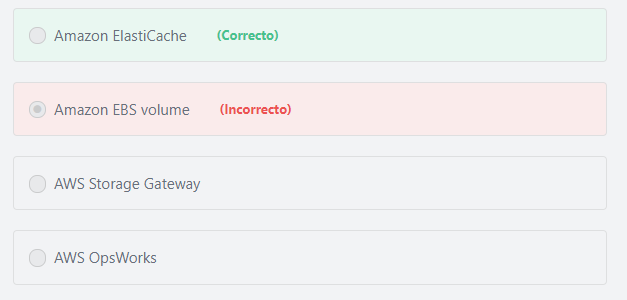 Amazon ElastiCache (Correcto)
Amazon EBS volume (Incorrecto)
AWS Storage Gateway
AWS OpsWorks